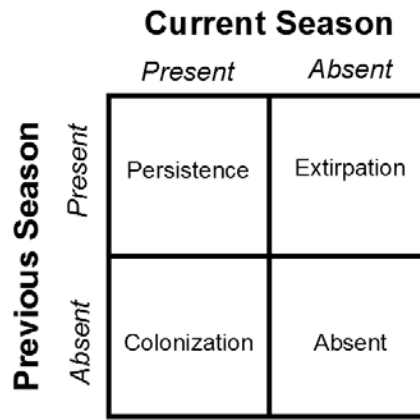 Current Season
Present Absent
Previous Season
Present
Persistence Extirpation
Absent
Colonization Absent